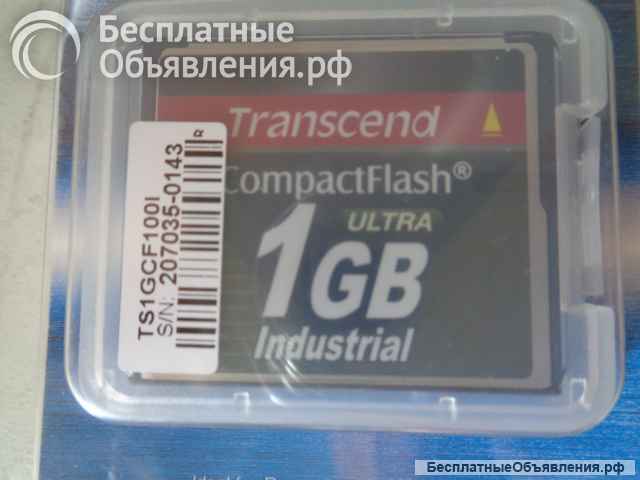 Бесплатные
Объявления.рф
Transcend
CompactFlash®
ULTRA
1GB
Industrial
TS1GCF100I
S/N: 207035-0143
R
БесплатныеОбъявления.рф